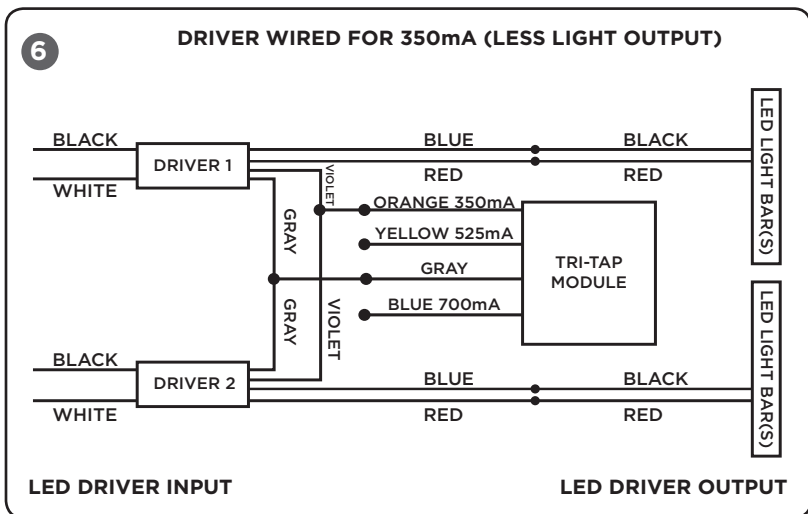 6
DRIVER WIRED FOR 350mA (LESS LIGHT OUTPUT)
BLACK
WHITE
DRIVER 1
BLUE
RED
BLACK
RED
LED LIGHT BAR(S)
VIOLET
GRAY
ORANGE 350mA
YELLOW 525mA
GRAY
BLUE 700mA
TRI-TAP
MODULE
GRAY
VIOLET
BLACK
WHITE
DRIVER 2
BLUE
RED
BLACK
RED
LED LIGHT BAR(S)
LED DRIVER INPUT
LED DRIVER OUTPUT